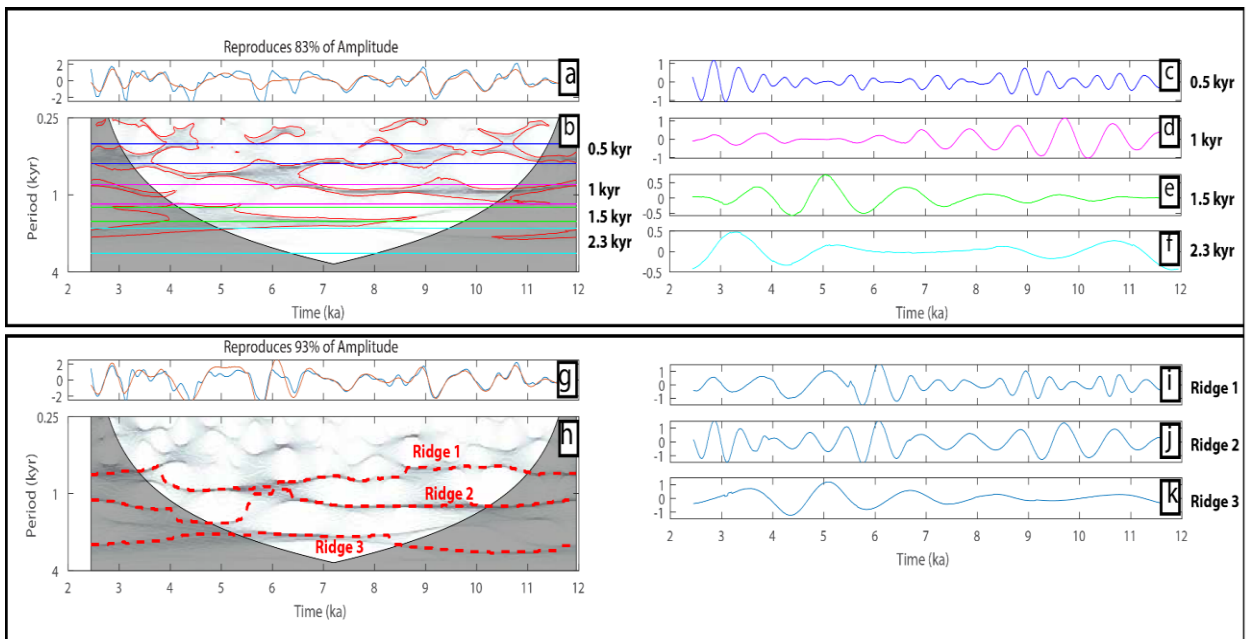 Reproduces 83% of Amplitude
2
0
-2
a
0.25
1
4
Period (kyr)
b
0.5 kyr
1 kyr
1.5 kyr
2.3 kyr
2 3 4 5 6 7 8 9 10 11 12
Time (ka)
1
0
-1
c
0.5 kyr
1
0
-1
d
1 kyr
0.5
0
-0.5
e
1.5 kyr
0.5
0
-0.5
f
2.3 kyr
2 3 4 5 6 7 8 9 10 11 12
Time (ka)
Reproduces 93% of Amplitude
2
0
-2
g
0.25
1
4
Period (kyr)
h
Ridge 1
Ridge 2
Ridge 3
2 3 4 5 6 7 8 9 10 11 12
Time (ka)
1
0
-1
i
Ridge 1
1
0
-1
j
Ridge 2
1
0
-1
k
Ridge 3
2 3 4 5 6 7 8 9 10 11 12
Time (ka)